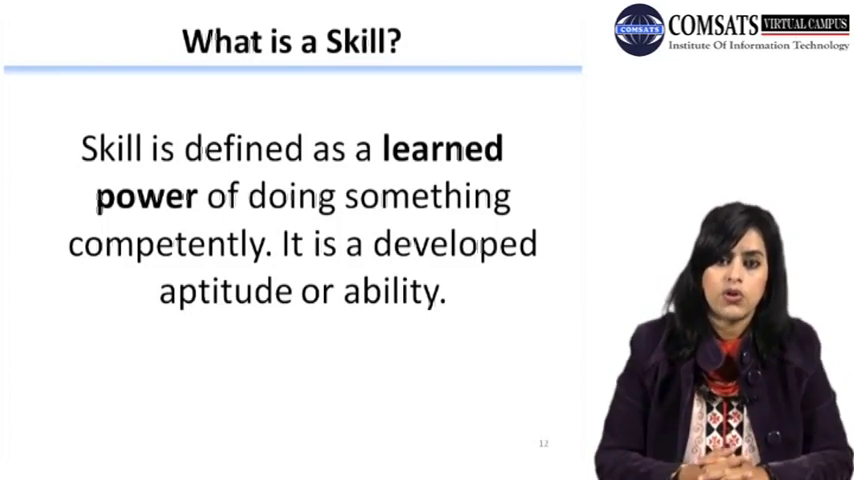 What is a Skill?
COMSATS VIRTUAL CAMPUS
COMSATS
Institute Of Information Technology
Skill is defined as a learned
power of doing something
competently. It is a developed
aptitude or ability.
12